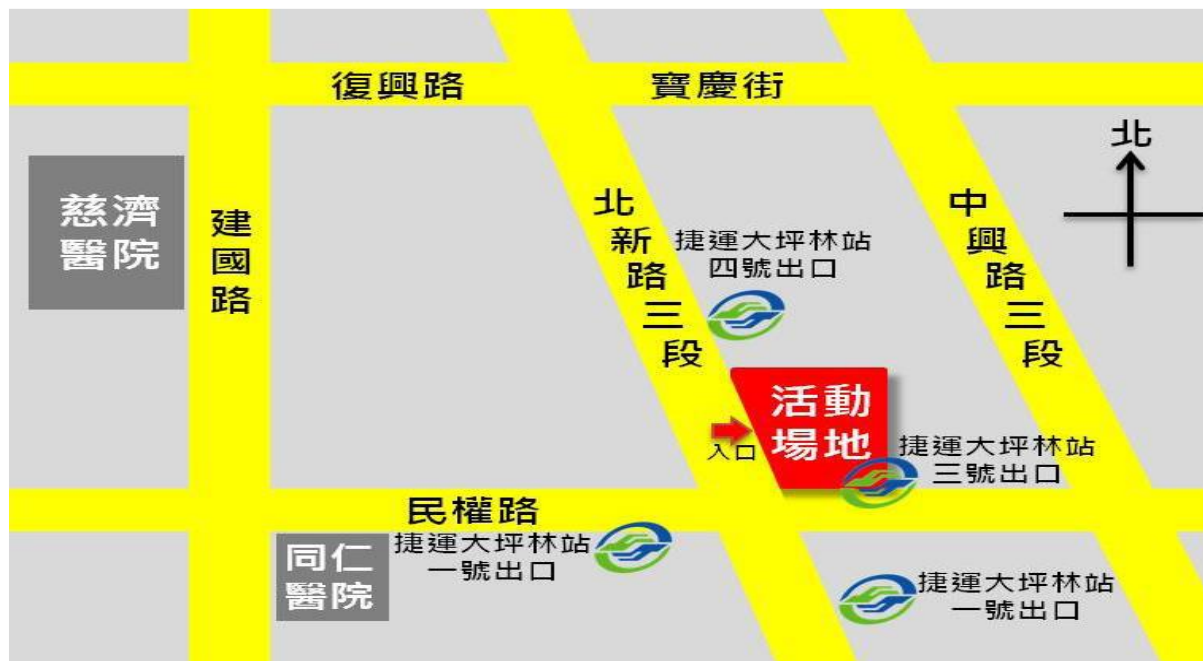 復興路
寶慶街
北
慈濟
醫院
建國路
北新路三段
中興路三段
捷運大坪林站
四號出口
活動
場地
入口
捷運大坪林站
三號出口
民權路
同仁
醫院
捷運大坪林站
一號出口
捷運大坪林站
一號出口